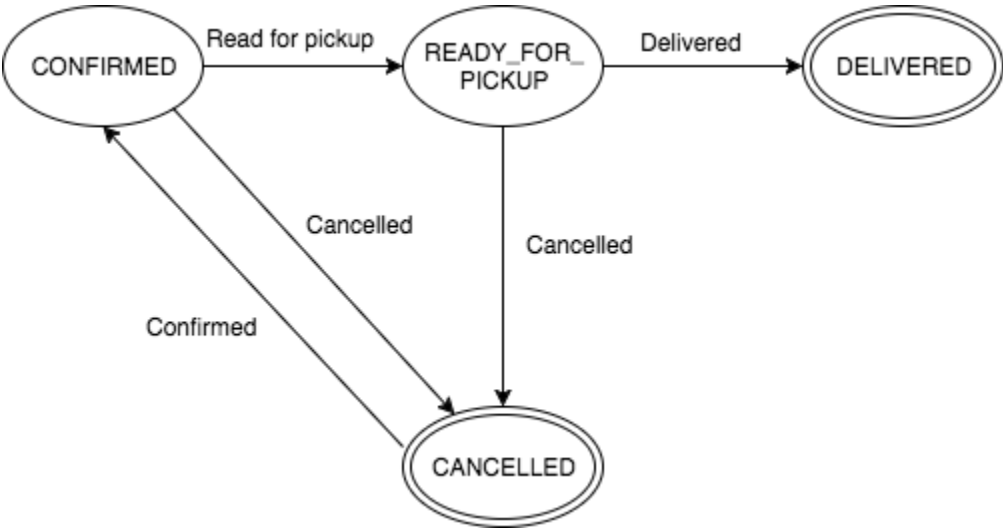 CONFIRMED
Read for pickup
READY_FOR_
PICKUP
Delivered
DELIVERED
Cancelled
Cancelled
Confirmed
CANCELLED